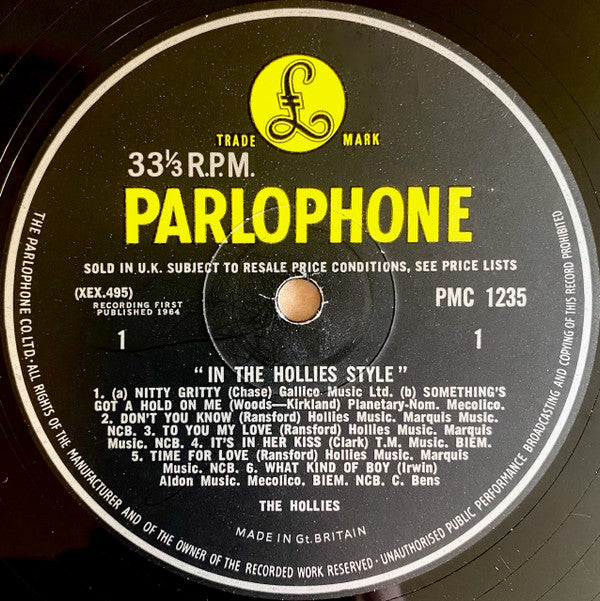 TRADE MARK
33⅓ R.P.M.
PARLOPHONE
SOLD IN U.K. SUBJECT TO RESALE PRICE CONDITIONS, SEE PRICE LISTS
(XEX.495) PMC 1235
RECORDING FIRST
PUBLISHED 1964
1 1
"IN THE HOLLIES STYLE"
1. (a) NITTY GRITTY (Chase) Gallico Music Ltd. (b) SOMETHING'S
GOT A HOLD ON ME (Woods—Kirkland) Planetary-Nom. Mecolico.
2. DON'T YOU KNOW (Ransford) Hollies Music. Marquis Music.
NCB. 3. TO YOU MY LOVE (Ransford) Hollies Music. Marquis
Music. NCB. 4. IT'S IN HER KISS (Clark) T.M. Music. BIEM.
5. TIME FOR LOVE (Ransford) Hollies Music. Marquis
Music. NCB. 6. WHAT KIND OF BOY (Irwin)
Aldon Music. Mecolico. BIEM. NCB. C. Bens
THE HOLLIES
MADE IN Gt. BRITAIN
THE PARLOPHONE CO. LTD. · ALL RIGHTS OF THE MANUFACTURER AND OF THE OWNER OF THE RECORDED WORK RESERVED · UNAUTHORISED PUBLIC PERFORMANCE BROADCASTING AND COPYING OF THIS RECORD PROHIBITED